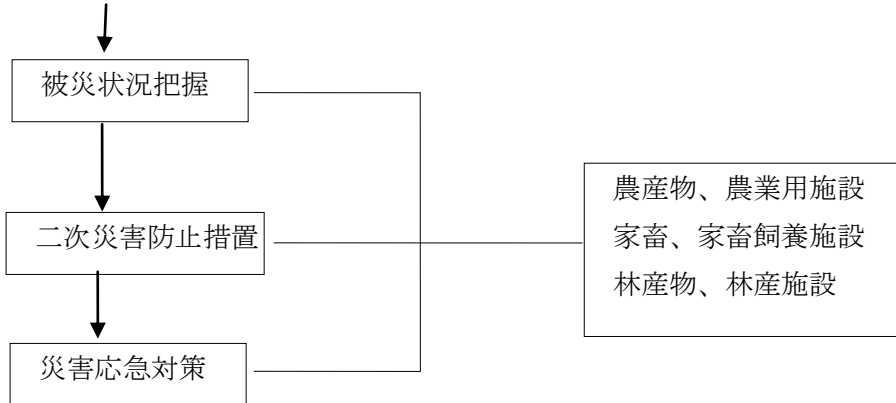 被災状況把握
二次災害防止措置
災害応急対策
農産物、農業用施設
家畜、家畜飼養施設
林産物、林産施設